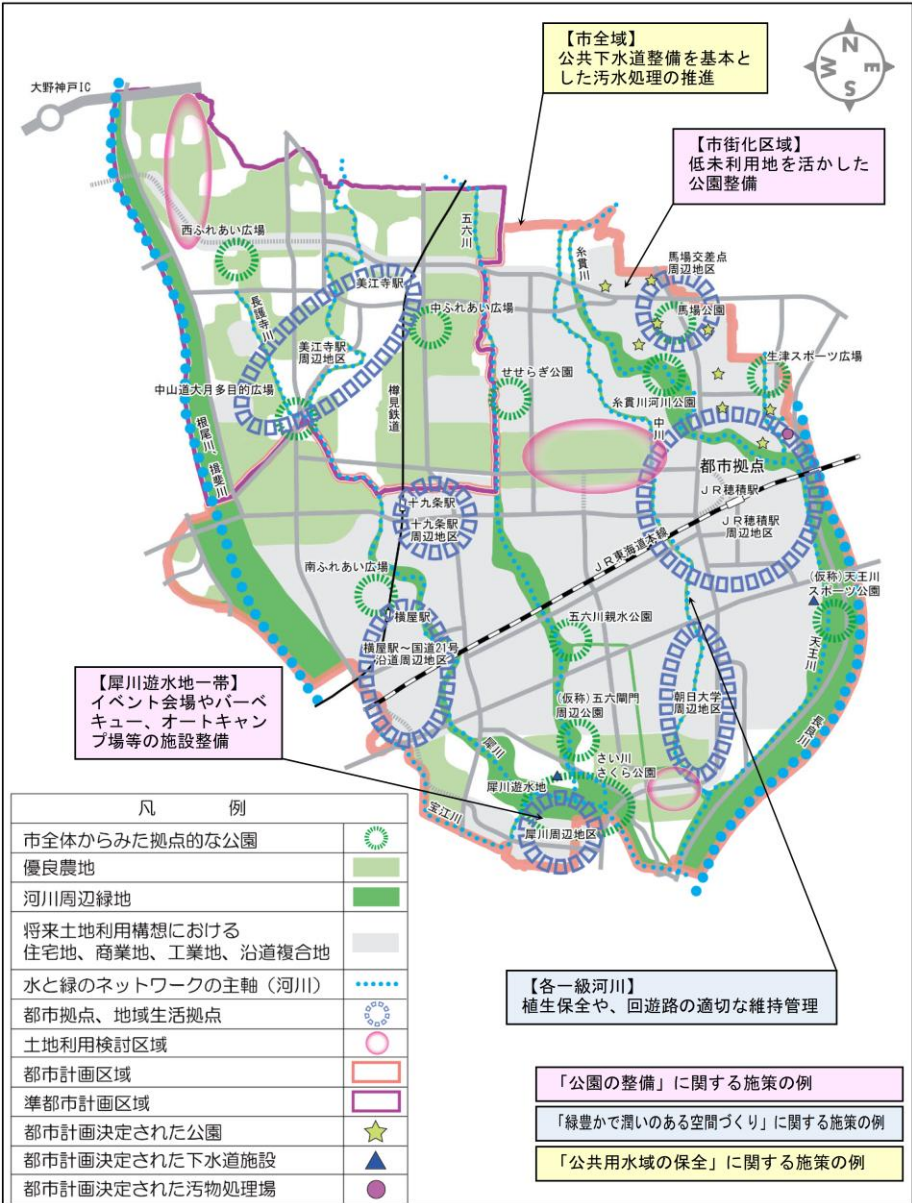 【市全域】
公共下水道整備を基本と
した汚水処理の推進
N
W
E
S
大野神戸IC
【市街化区域】
低未利用地を活かした
公園整備
西ふれあい広場
五六川
糸貫川
馬場交差点
周辺地区
馬場公園
美江寺駅
長護寺川
中ふれあい広場
美江寺駅
周辺地区
生津スポーツ広場
せせらぎ公園
中山道大月多目的広場
糸貫川河川公園
樽見鉄道
中川
根尾川、揖斐川
都市拠点
JR穂積駅
十九条駅
十九条駅
周辺地区
JR穂積駅
周辺地区
JR東海道本線
南ふれあい広場
(仮称)天王川
スポーツ公園
横屋駅
五六川親水公園
天王川
横屋駅～国道21号
沿道周辺地区
朝日大学
周辺地区
長良川
【犀川遊水地一帯】
イベント会場やバーベ
キュー、オートキャン
プ場等の施設整備
(仮称)五六閘門
周辺公園
犀川
さい川
さくら公園
犀川遊水地
宝江川
犀川周辺地区
凡　例
市全体からみた拠点的な公園
優良農地
河川周辺緑地
将来土地利用構想における
住宅地、商業地、工業地、沿道複合地
水と緑のネットワークの主軸（河川）
都市拠点、地域生活拠点
土地利用検討区域
都市計画区域
準都市計画区域
都市計画決定された公園
都市計画決定された下水道施設
都市計画決定された汚物処理場
【各一級河川】
植生保全や、回遊路の適切な維持管理
「公園の整備」に関する施策の例
「緑豊かで潤いのある空間づくり」に関する施策の例
「公共用水域の保全」に関する施策の例